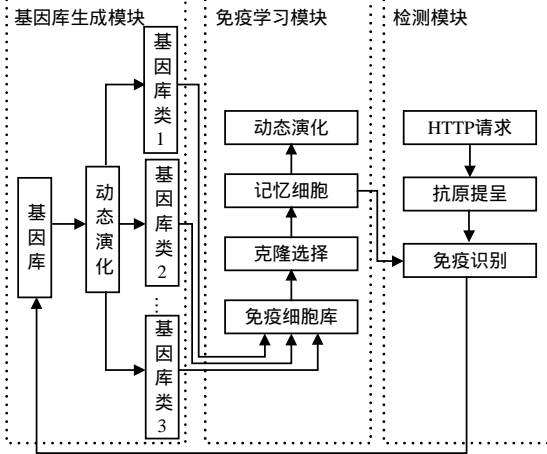 基因库生成模块
免疫学习模块
检测模块
基因库
动态演化
基因库类1
基因库类2
...
基因库类3
动态演化
记忆细胞
克隆选择
免疫细胞库
HTTP请求
抗原提呈
免疫识别